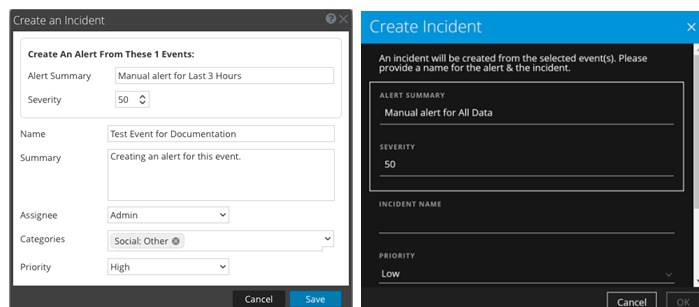 Create an Incident
Create An Alert From These 1 Events:
Alert Summary Manual alert for Last 3 Hours
Severity 50
Name Test Event for Documentation
Summary Creating an alert for this event.
Assignee Admin
Categories Social: Other
Priority High
Cancel Save
Create Incident
An incident will be created from the selected event(s). Please
provide a name for the alert & the incident.
ALERT SUMMARY
Manual alert for All Data
SEVERITY
50
INCIDENT NAME
PRIORITY
Low
Cancel OK